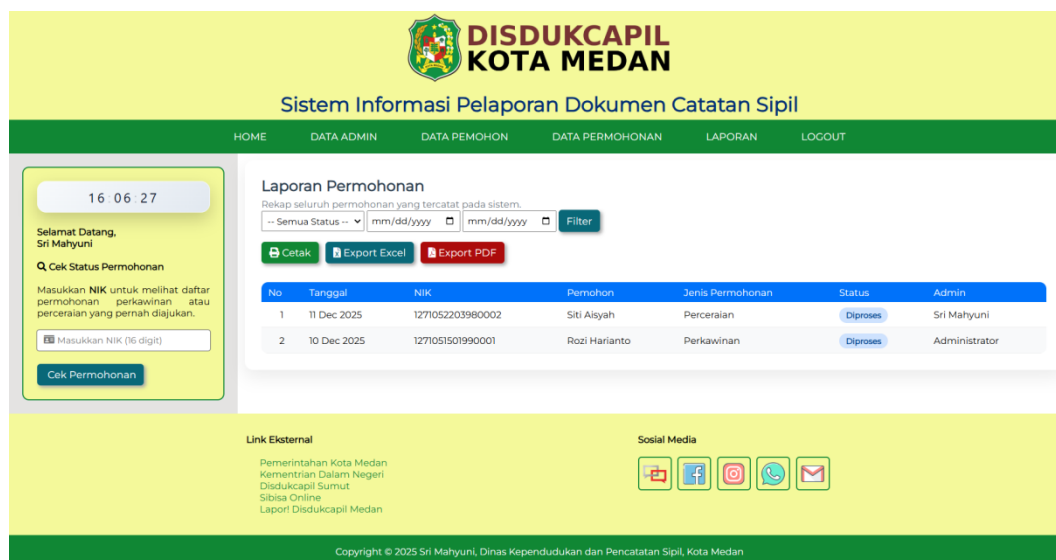 DISDUKCAPIL
KOTA MEDAN
Sistem Informasi Pelaporan Dokumen Catatan Sipil
HOME DATA ADMIN DATA PEMOHON DATA PERMOHONAN LAPORAN LOGOUT
16:06:27
Selamat Datang,
Sri Mahyuni
Cek Status Permohonan
Masukkan NIK untuk melihat daftar
permohonan perkawinan atau
perceraian yang pernah diajukan.
Masukkan NIK (16 digit)
Cek Permohonan
Laporan Permohonan
Rekap seluruh permohonan yang tercatat pada sistem.
-- Semua Status -- mm/dd/yyyy mm/dd/yyyy Filter
Cetak Export Excel Export PDF
No Tanggal NIK Pemohon Jenis Permohonan Status Admin
1 11 Dec 2025 1271052203980002 Siti Aisyah Perceraian Diproses Sri Mahyuni
2 10 Dec 2025 1271051501990001 Rozi Harianto Perkawinan Diproses Administrator
Link Eksternal
Pemerintahan Kota Medan
Kementrian Dalam Negeri
Disdukcapil Sumut
Sibisa Online
Lapor! Disdukcapil Medan
Sosial Media
Copyright © 2025 Sri Mahyuni, Dinas Kependudukan dan Pencatatan Sipil, Kota Medan